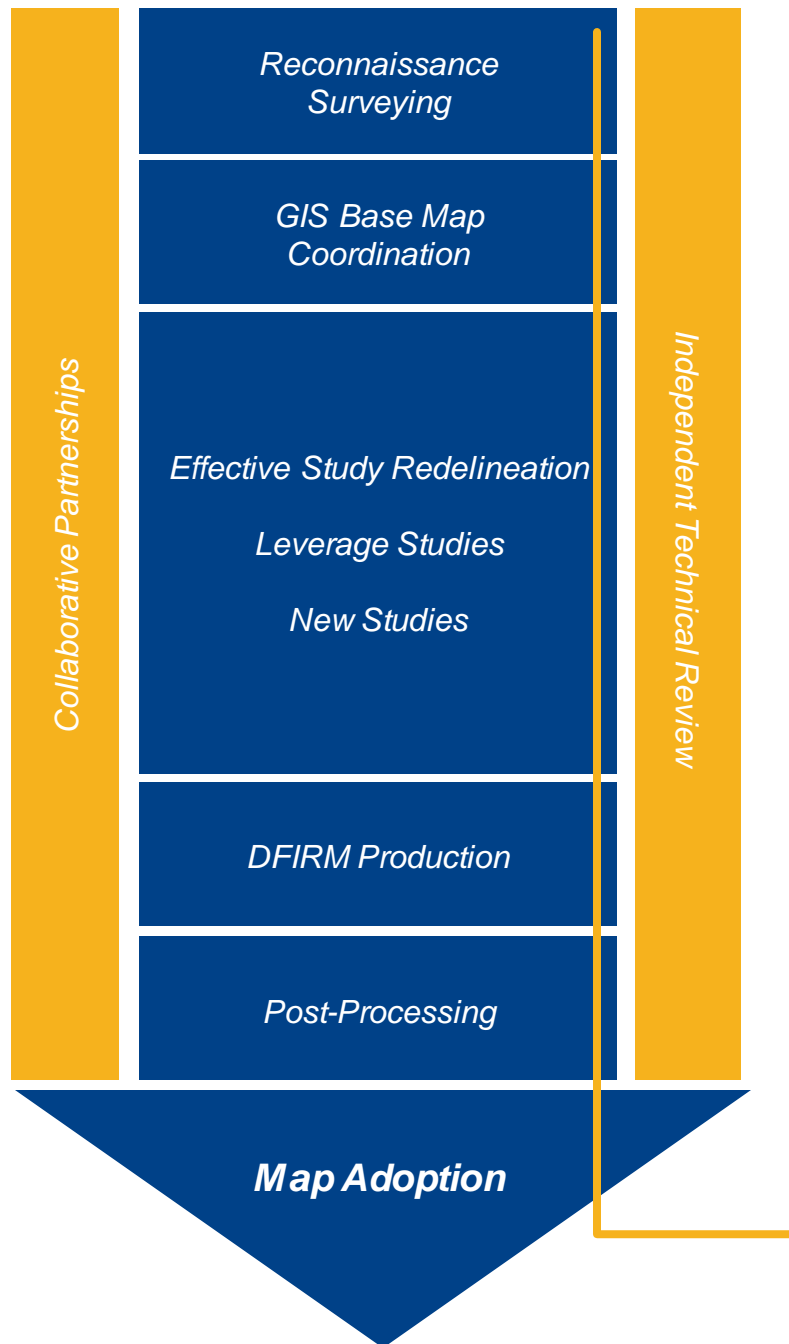 Reconnaissance
Surveying
GIS Base Map
Coordination
Collaborative Partnerships
Effective Study Redelineation
Leverage Studies
New Studies
Independent Technical Review
DFIRM Production
Post-Processing
Map Adoption